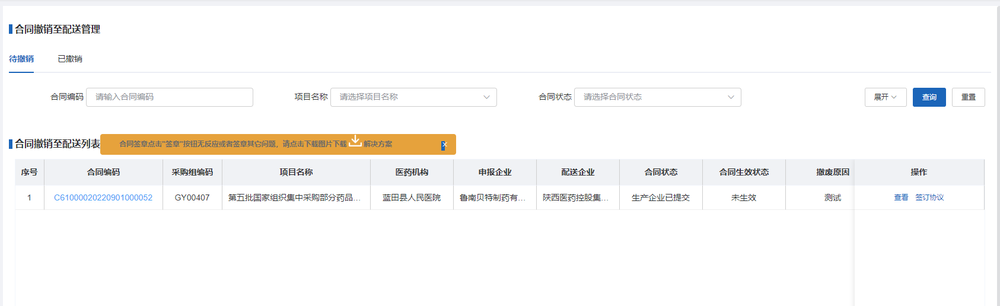 合同撤销至配送管理
待撤销 已撤销
合同编码 请输入合同编码 项目名称 请选择项目名称 合同状态 请选择合同状态 展开 查询 重置
合同撤销至配送列表 合同签章点击"签章"按钮无反应或者签章其它问题，请点击下载图片下载 解决方案
序号 合同编码 采购组编码 项目名称 医药机构 申报企业 配送企业 合同状态 合同生效状态 撤废原因 操作
1 C61000020220901000052 GY00407 第五批国家组织集中采购部分药品... 蓝田县人民医院 鲁南贝特制药有... 陕西医药控股集... 生产企业已提交 未生效 测试 查看 签订协议